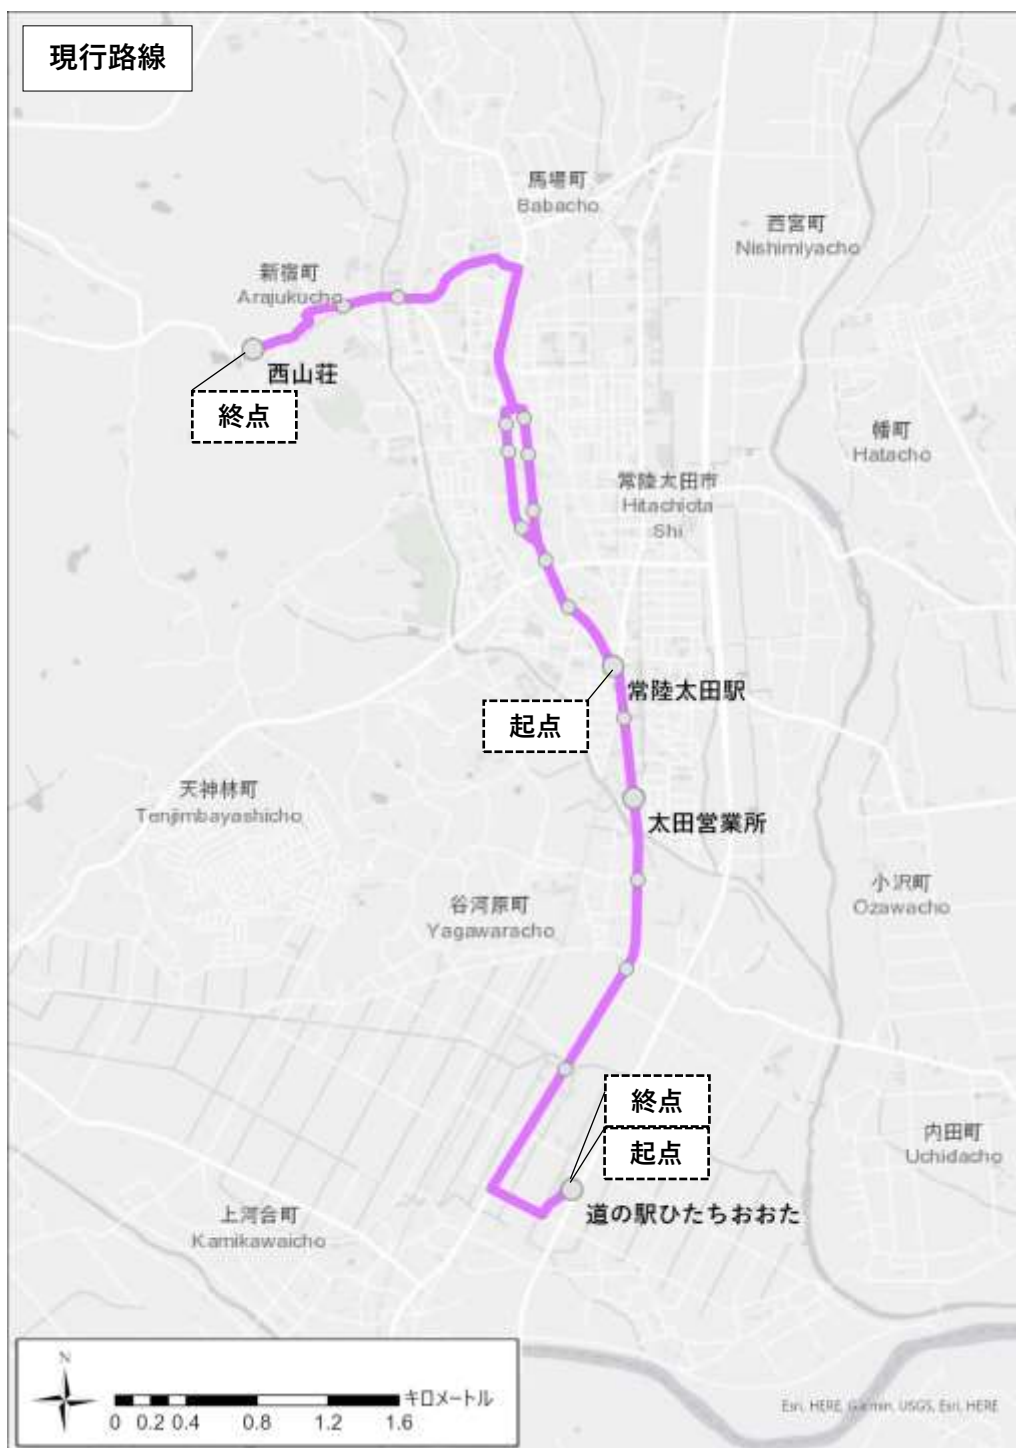 現行路線
馬場町
Babacho
西宮町
Nishimiyacho
新宿町
Arajukucho
西山荘
終点
幡町
Hatacho
常陸太田市
Hitachiota
Shi
常陸太田駅
起点
天神林町
Tenjimbayashicho
太田営業所
小沢町
Ozawacho
谷河原町
Yagawaracho
終点
起点
内田町
Uchidacho
道の駅ひたちおおた
上河合町
Kamikawaicho
N
キロメートル
0 0.2 0.4 0.8 1.2 1.6
Esri, HERE, Garmin, USGS, Esri, HERE